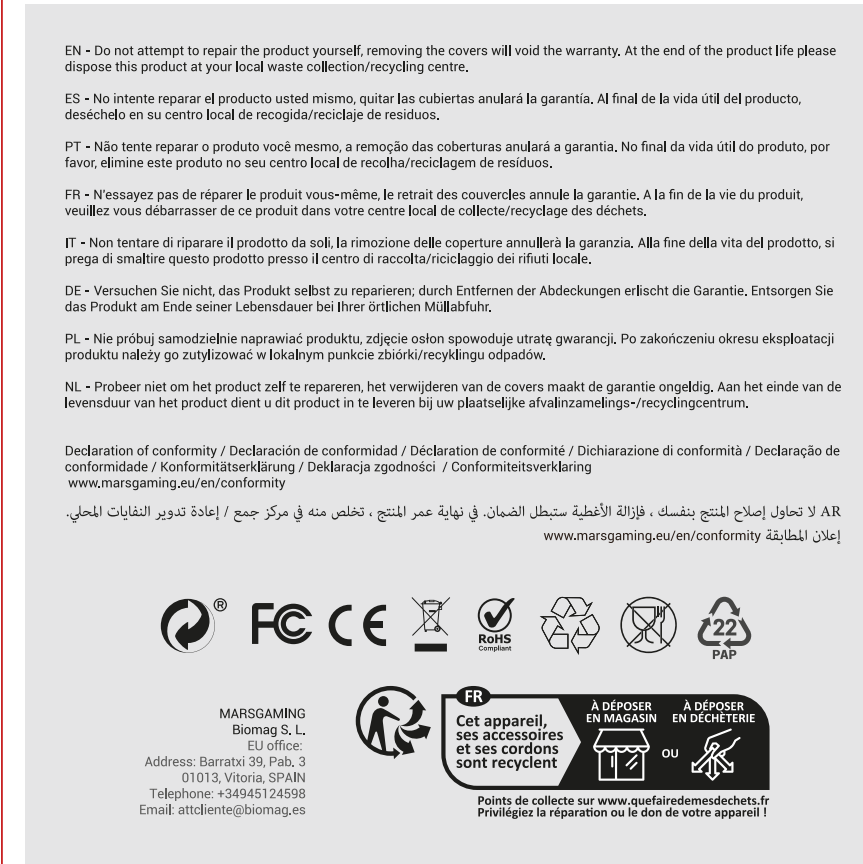 EN - Do not attempt to repair the product yourself, removing the covers will void the warranty. At the end of the product life please
dispose this product at your local waste collection/recycling centre.
ES - No intente reparar el producto usted mismo, quitar las cubiertas anulará la garantía. Al final de la vida útil del producto,
deséchelo en su centro local de recogida/reciclaje de residuos.
PT - Não tente reparar o produto você mesmo, a remoção das coberturas anulará a garantia. No final da vida útil do produto, por
favor, elimine este produto no seu centro local de recolha/reciclagem de resíduos.
FR - N'essayez pas de réparer le produit vous-même, le retrait des couvercles annule la garantie. A la fin de la vie du produit,
veuillez vous débarrasser de ce produit dans votre centre local de collecte/recyclage des déchets.
IT - Non tentare di riparare il prodotto da soli, la rimozione delle coperture annullerà la garanzia. Alla fine della vita del prodotto, si
prega di smaltire questo prodotto presso il centro di raccolta/riciclaggio dei rifiuti locale.
DE - Versuchen Sie nicht, das Produkt selbst zu reparieren; durch Entfernen der Abdeckungen erlischt die Garantie. Entsorgen Sie
das Produkt am Ende seiner Lebensdauer bei Ihrer örtlichen Müllabfuhr.
PL - Nie próbuj samodzielnie naprawiać produktu, zdjęcie osłon spowoduje utratę gwarancji. Po zakończeniu okresu eksploatacji
produktu należy go zutylizować w lokalnym punkcie zbiórki/recyklingu odpadów.
NL - Probeer niet om het product zelf te repareren, het verwijderen van de covers maakt de garantie ongeldig. Aan het einde van de
levensduur van het product dient u dit product in te leveren bij uw plaatselijke afvalinzamelings-/recyclingcentrum.
Declaration of conformity / Declaración de conformidad / Déclaration de conformité / Dichiarazione di conformità / Declaração de
conformidade / Konformitätserklärung / Deklaracja zgodności / Conformiteitsverklaring
www.marsgaming.eu/en/conformity
AR لا تحاول إصلاح المنتج بنفسك ، فإزالة الأغطية ستبطل الضمان. في نهاية عمر المنتج ، تخلص منه في مركز جمع / إعادة تدوير النفايات المحلي.
إعلان المطابقة www.marsgaming.eu/en/conformity
® FC CE
RoHS
Compliant
22
PAP
MARSGAMING
Biomag S. L.
EU office:
Address: Barratxi 39, Pab. 3
01013, Vitoria, SPAIN
Telephone: +34945124598
Email: attcliente@biomag.es
FR
Cet appareil,
ses accessoires
et ses cordons
sont recyclent
À DÉPOSER
EN MAGASIN
OU
À DÉPOSER
EN DÉCHÈTERIE
Points de collecte sur www.quefairedemesdechets.fr
Privilégiez la réparation ou le don de votre appareil !